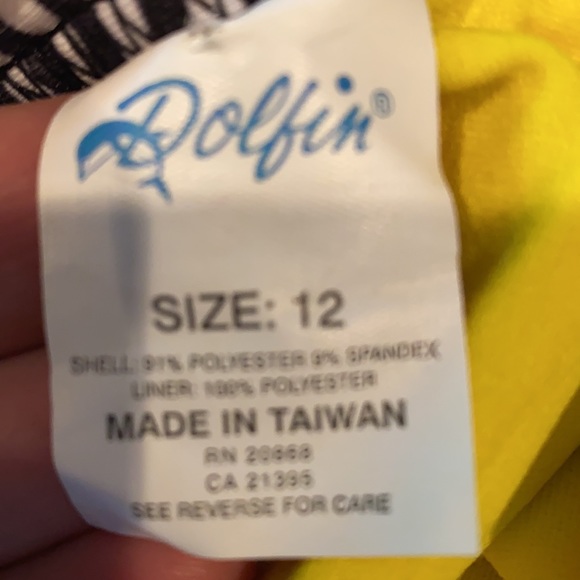 Dolfin®
SIZE: 12
SHELL: 91% POLYESTER 9% SPANDEX
LINER: 100% POLYESTER
MADE IN TAIWAN
RN 20868
CA 21395
SEE REVERSE FOR CARE